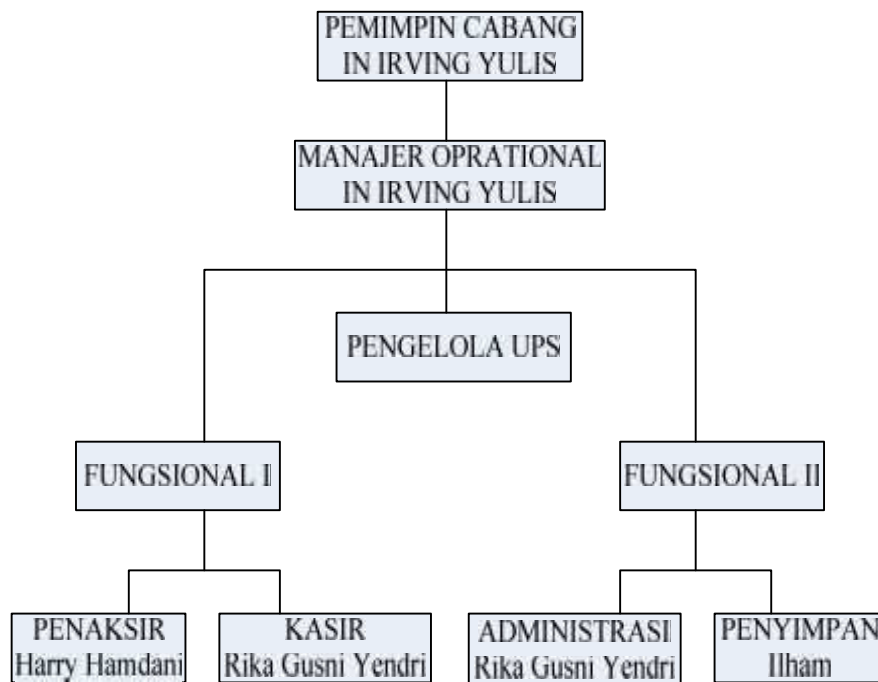 PEMIMPIN CABANG
IN IRVING YULIS
MANAJER OPRATIONAL
IN IRVING YULIS
PENGELOLA UPS
FUNGSIONAL I
FUNGSIONAL II
PENAKSIR
Harry Hamdani
KASIR
Rika Gusni Yendri
ADMINISTRASI
Rika Gusni Yendri
PENYIMPAN
Ilham